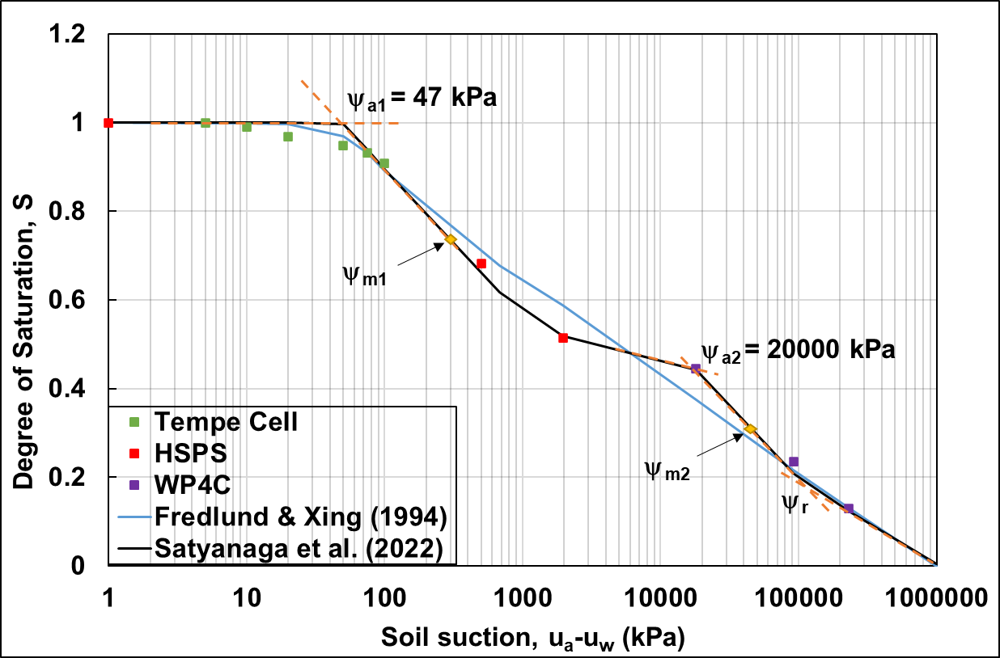 1.2
1
0.8
0.6
0.4
0.2
0
Degree of Saturation, S
ψa1 = 47 kPa
ψm1
ψa2 = 20000 kPa
ψm2
ψr
Tempe Cell
HSPS
WP4C
Fredlund & Xing (1994)
Satyanaga et al. (2022)
1 10 100 1000 10000 100000 1000000
Soil suction, ua-uw (kPa)